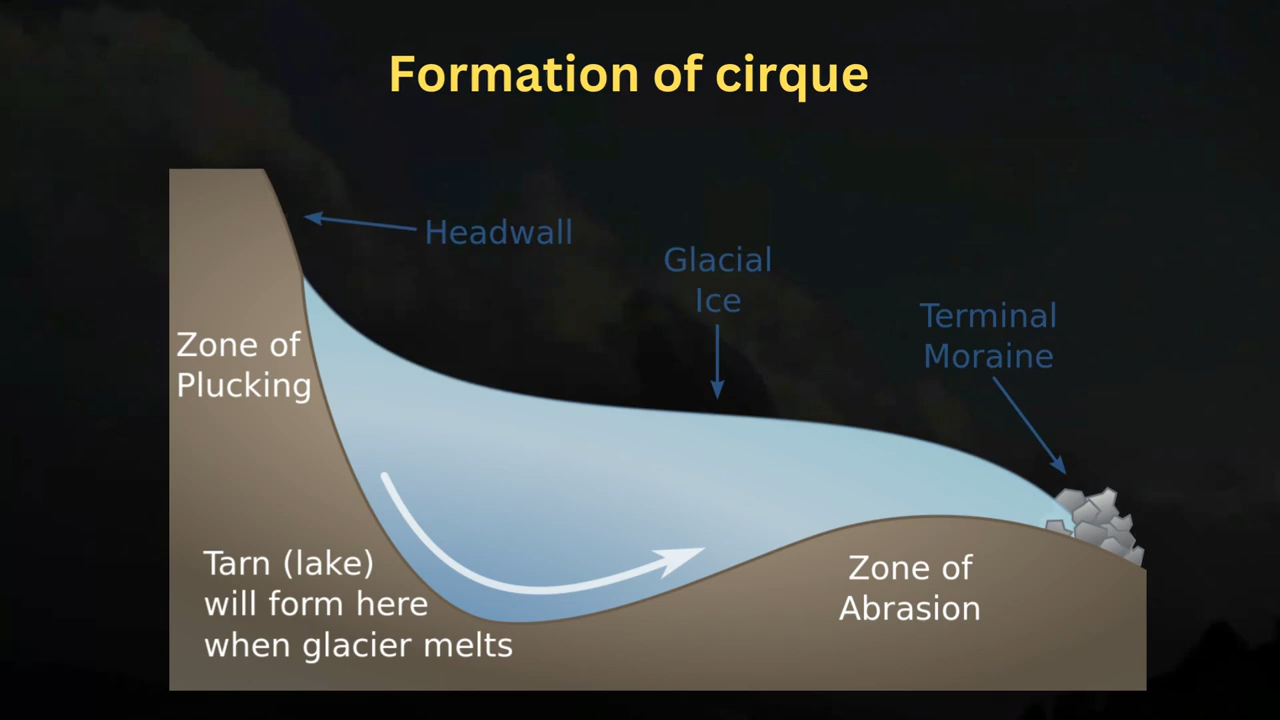 Formation of cirque
Headwall
Glacial
Ice
Terminal
Moraine
Zone of
Plucking
Tarn (lake)
will form here
when glacier melts
Zone of
Abrasion